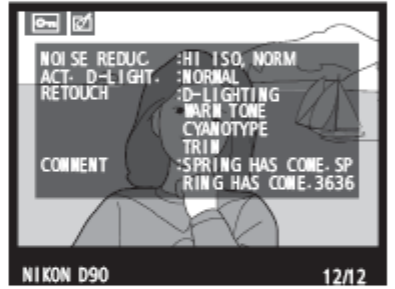 NOISE REDUC. :HI ISO, NORM
ACT. D-LIGHT. :NORMAL
RETOUCH :D-LIGHTING
WARM TONE
CYANOTYPE
TRIM
COMMENT :SPRING HAS COME. SP
RING HAS COME. 3636
NIKON D90 12/12